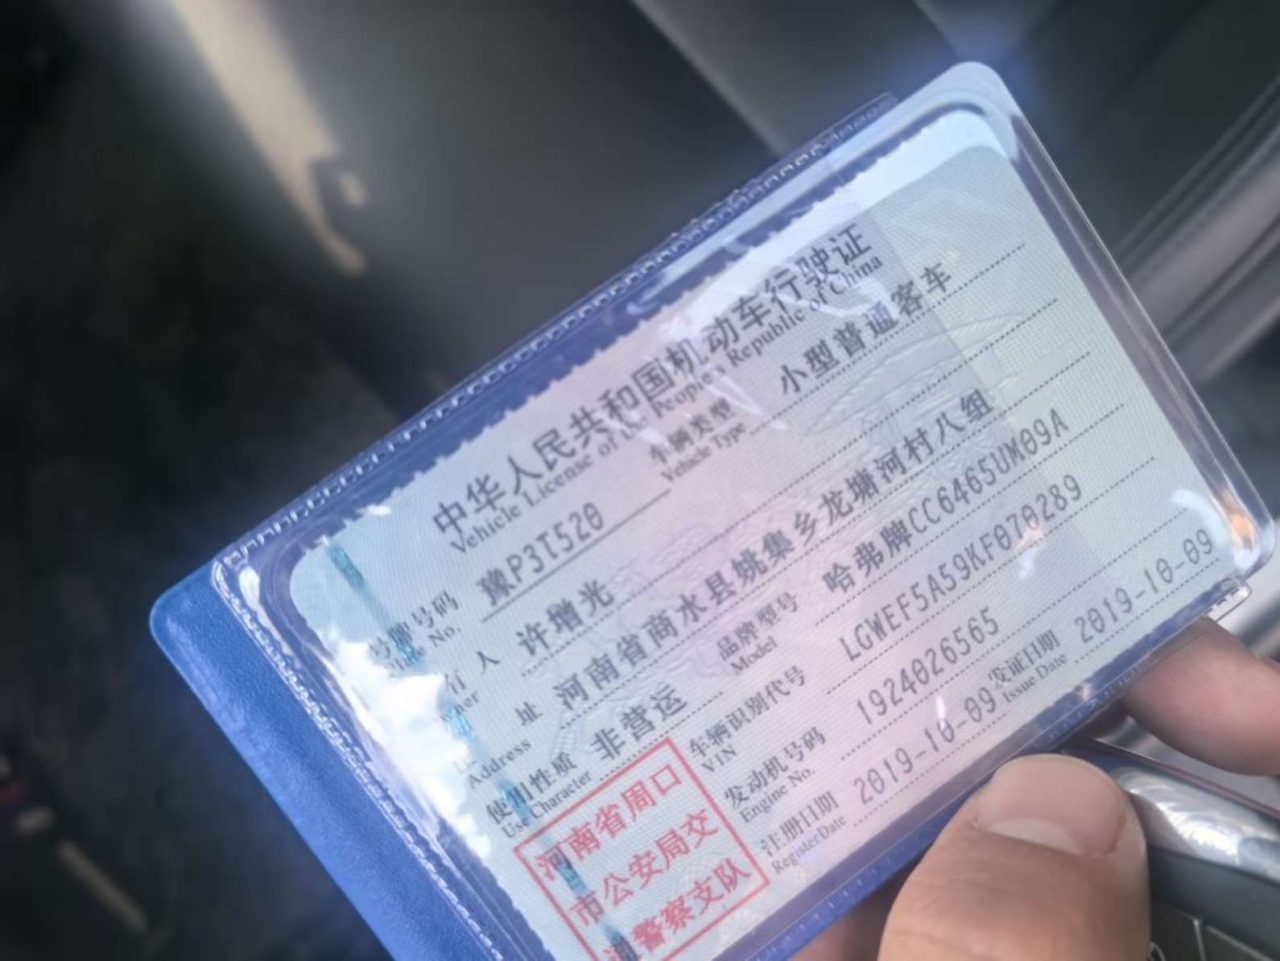 中华人民共和国机动车行驶证
Vehicle License of the People's Republic of China
号牌号码 豫P3T520 车辆类型 小型普通客车
Plate No. Vehicle Type
人 许增光
Owner
址 河南省商水县姚集乡龙塘河村八组
Address
使用性质 非营运 品牌型号 哈弗牌CC6465UM09A
Use Character Model
车辆识别代号 LGWEF5A59KF070289
VIN
发动机号码 1924026565
Engine No.
注册日期 2019-10-09 发证日期 2019-10-09
Register Date Issue Date
河南省周口
市公安局交
通警察支队